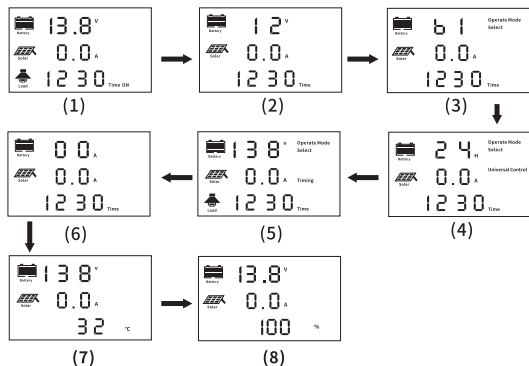 13.8 V
Battery
0.0 A
Solar
1230 Time ON
Load
(1)
12 V
Battery
0.0 A
Solar
1230 Time
(2)
b1 Operate Mode
Select
Battery
0.0 A
Solar
1230 Time
(3)
24 H Operate Mode
Select
Battery
Universal Control
0.0 A
Solar
1230 Time
(4)
138 V Operate Mode
Select
Battery
0.0 A Timing
Solar
1230 Time
Load
(5)
00 A
Battery
0.0 A
Solar
1230 Time
(6)
138 V
Battery
0.0 A
Solar
32 °C
(7)
13.8 V
Battery
0.0 A
Solar
100 %
(8)